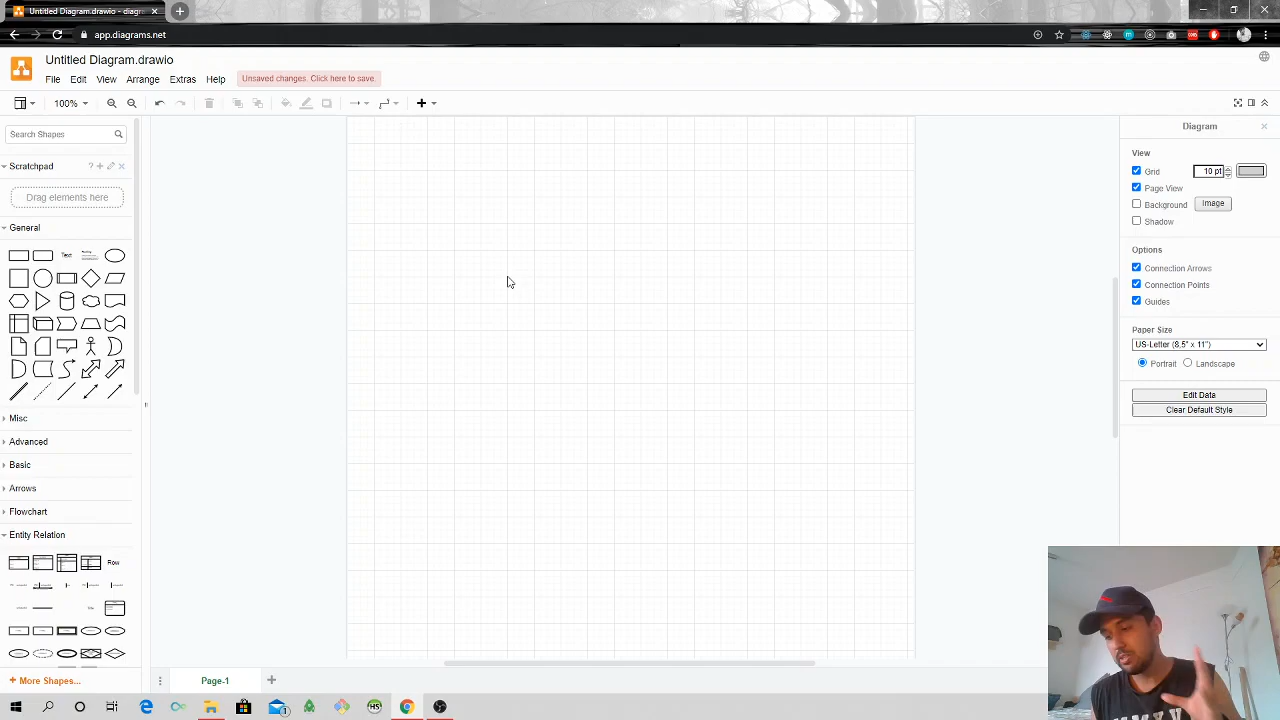 Untitled Diagram.drawio - diagr
app.diagrams.net
Untitled Diagram.drawio
File Edit View Arrange Extras Help Unsaved changes. Click here to save.
100%
Search Shapes
Scratchpad ?
Drag elements here
General
Text
Misc
Advanced
Basic
Arrows
Flowchart
Entity Relation
Row
More Shapes...
Page-1
Diagram
View
Grid 10 pt
Page View
Background Image
Shadow
Options
Connection Arrows
Connection Points
Guides
Paper Size
US-Letter (8,5" x 11")
Portrait Landscape
Edit Data
Clear Default Style